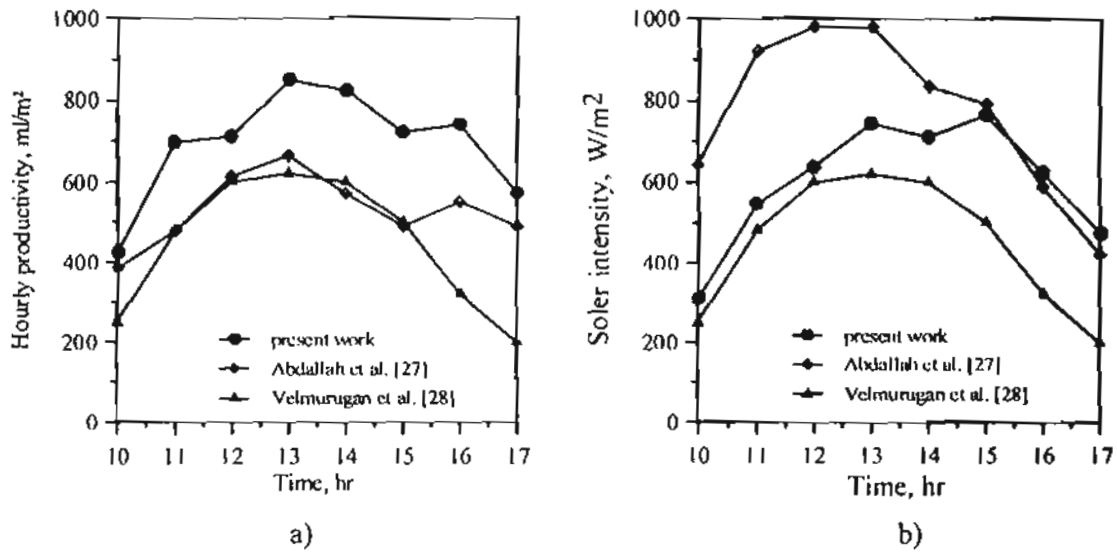 1000
800
600
400
200
0
Hourly productivity, ml/m²
present work
Abdallah et al. [27]
Velmurugan et al. [28]
10 11 12 13 14 15 16 17
Time, hr
a)
1000
800
600
400
200
0
Soler intensity, W/m²
present work
Abdallah et al. [27]
Velmurugan et al. [28]
10 11 12 13 14 15 16 17
Time, hr
b)